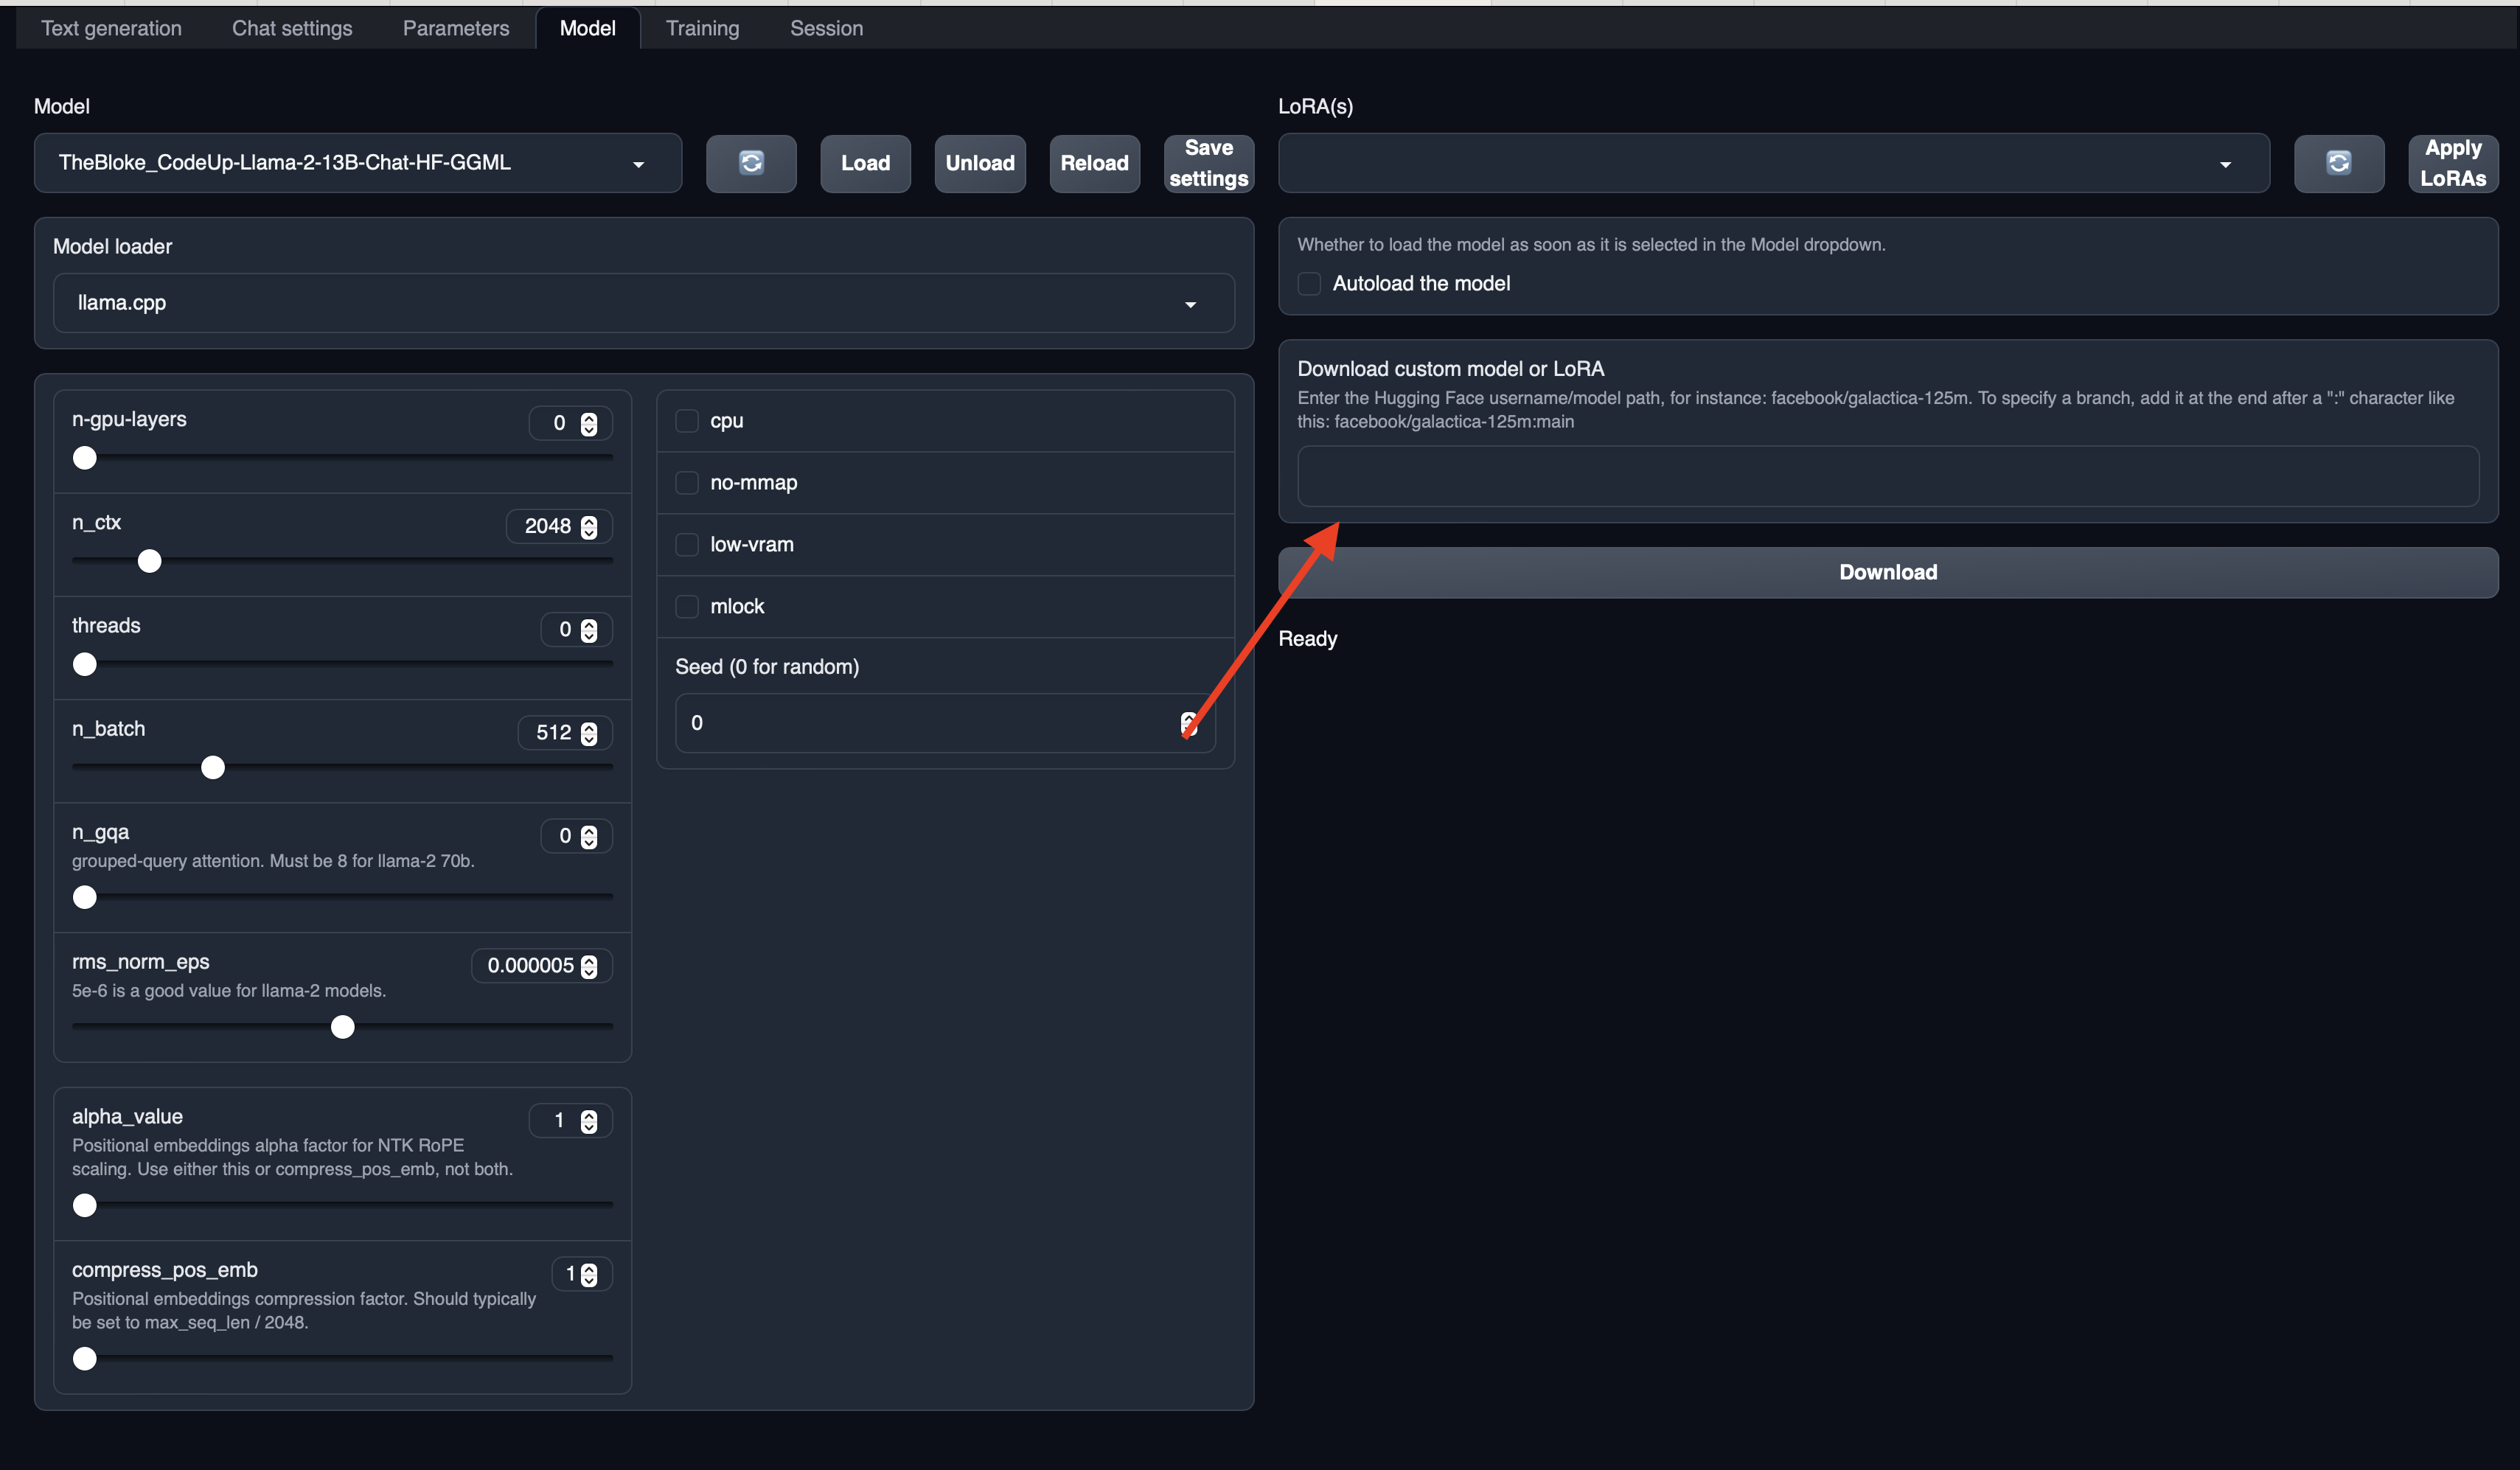 Text generation
Chat settings
Parameters
Model
Training
Session
Model
TheBloke_CodeUp-Llama-2-13B-Chat-HF-GGML
Load
Unload
Reload
Save
settings
Model loader
llama.cpp
n-gpu-layers
0
n_ctx
2048
threads
0
n_batch
512
n_gqa
0
grouped-query attention. Must be 8 for llama-2 70b.
rms_norm_eps
0.000005
5e-6 is a good value for llama-2 models.
alpha_value
1
Positional embeddings alpha factor for NTK RoPE
scaling. Use either this or compress_pos_emb, not both.
compress_pos_emb
1
Positional embeddings compression factor. Should typically
be set to max_seq_len / 2048.
cpu
no-mmap
low-vram
mlock
Seed (0 for random)
0
LoRA(s)
Apply
LoRAs
Whether to load the model as soon as it is selected in the Model dropdown.
Autoload the model
Download custom model or LoRA
Enter the Hugging Face username/model path, for instance: facebook/galactica-125m. To specify a branch, add it at the end after a ":" character like
this: facebook/galactica-125m:main
Download
Ready